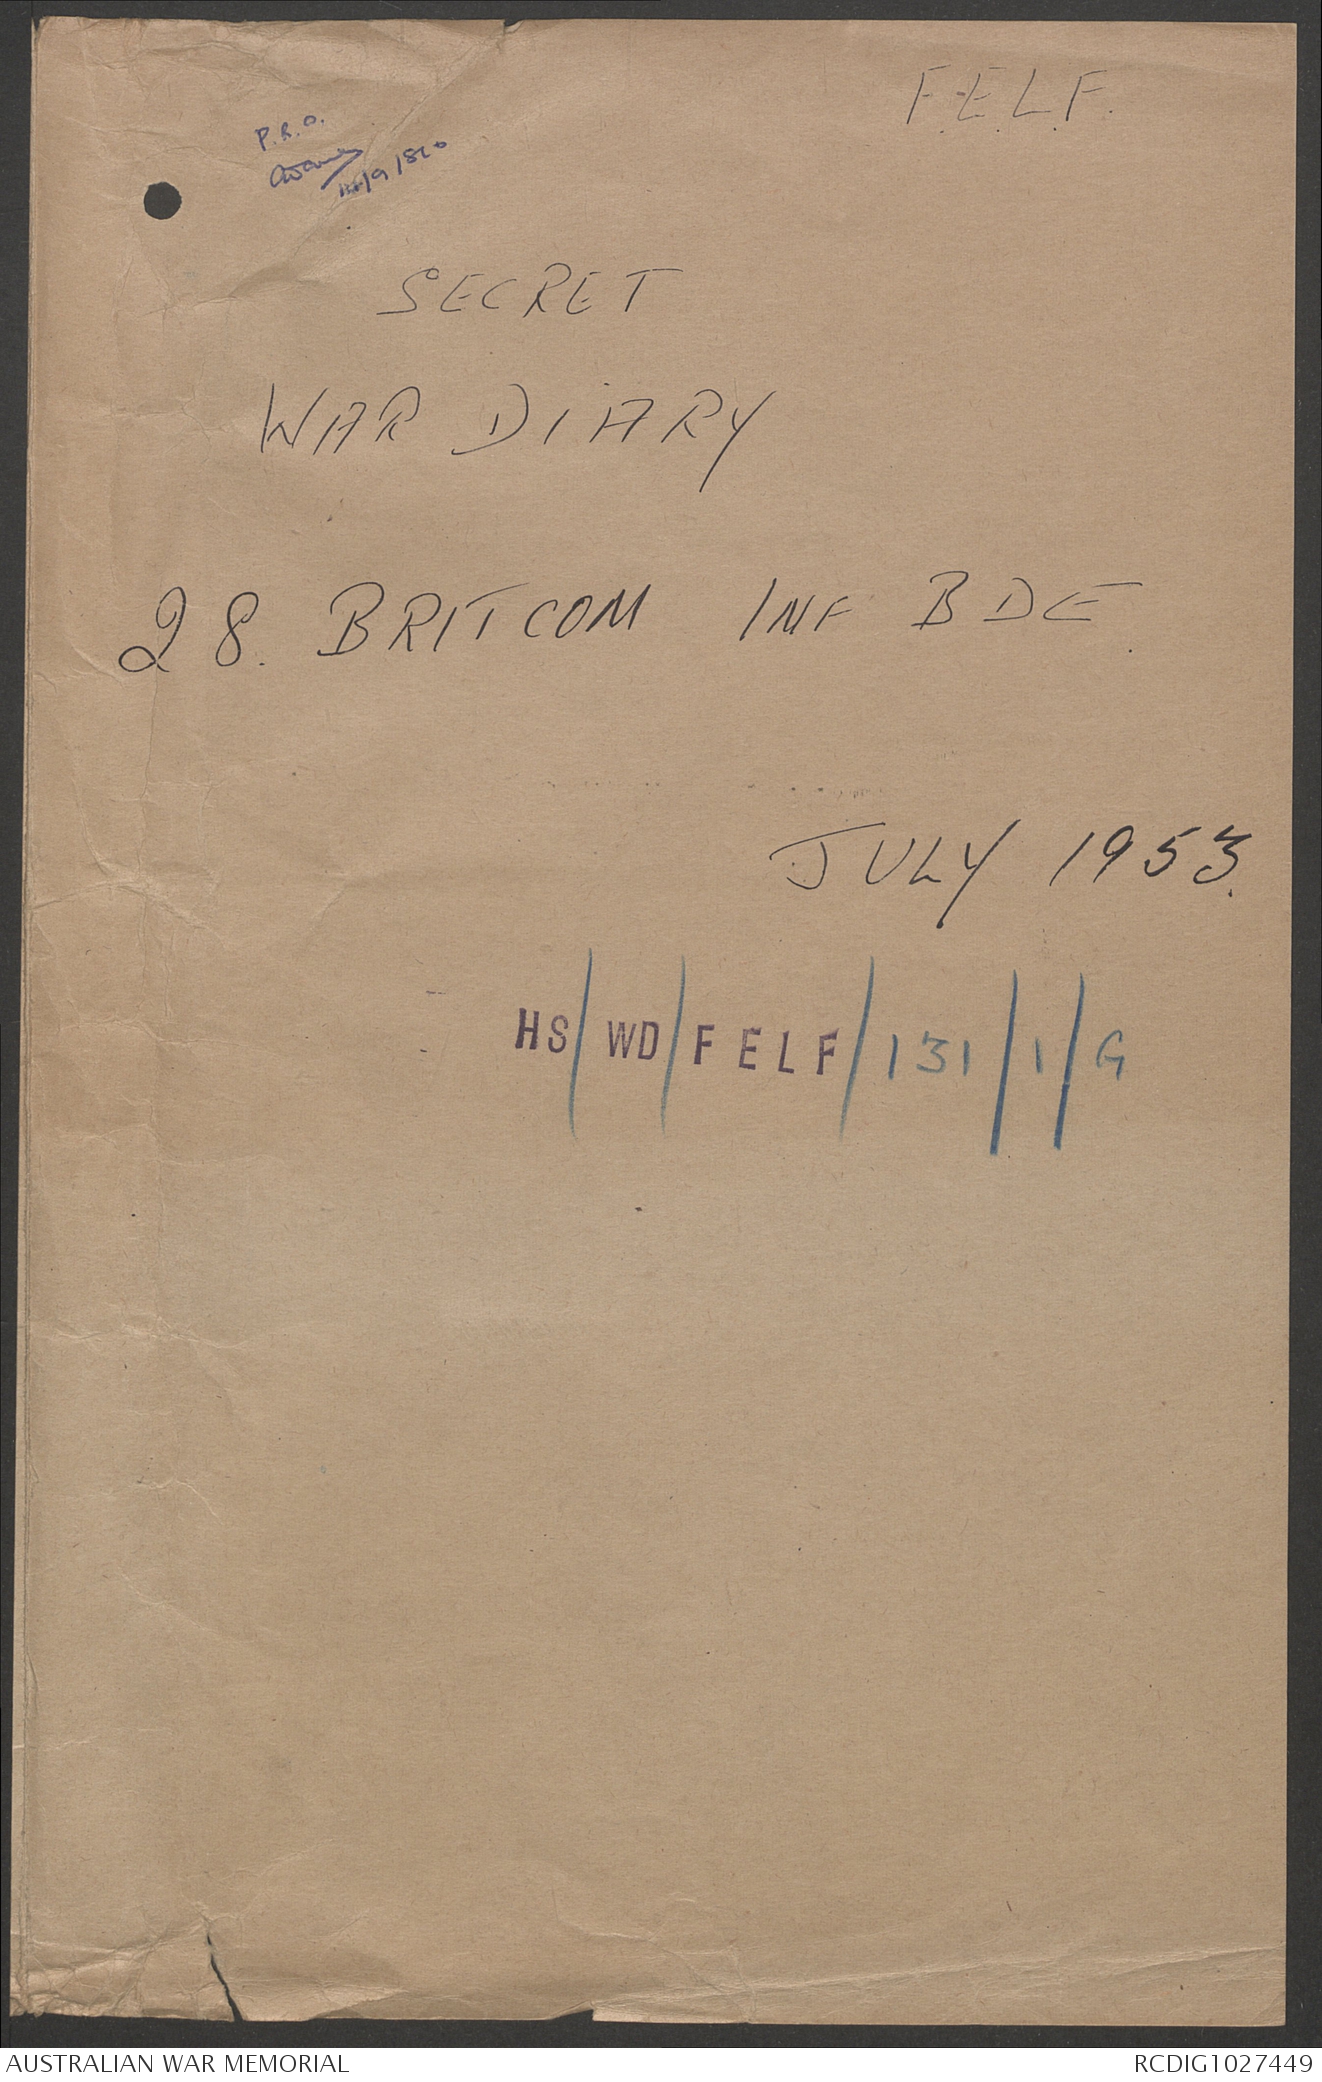 F.E.L.F.
P.R.O.
SECRET
WAR DIARY
28. BRITCOM INF BDE.
JULY 1953.
HS/WD/FELF/131/1/G
AUSTRALIAN WAR MEMORIAL
RCDIG1027449